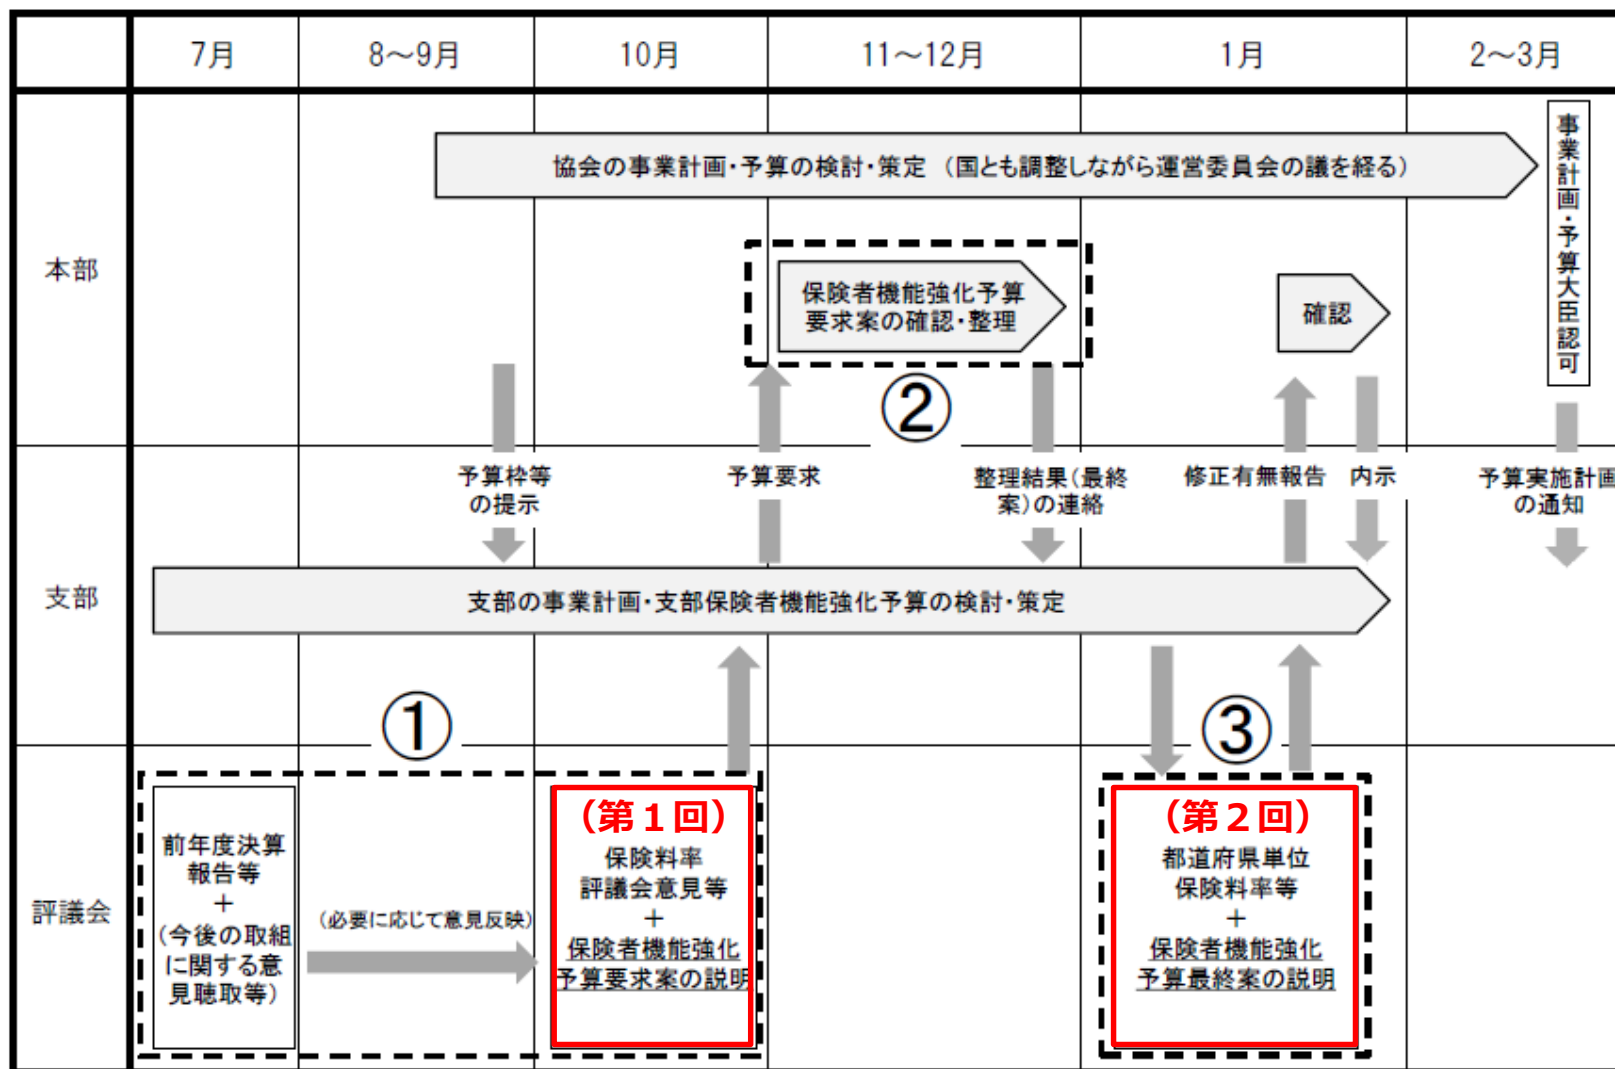 7月
8～9月
10月
11～12月
1月
2～3月
本部
協会の事業計画・予算の検討・策定　（国とも調整しながら運営委員会の議を経る）
事業計画・予算大臣認可
保険者機能強化予算
要求案の確認・整理
確認
②
予算枠等
の提示
予算要求
整理結果（最終
案）の連絡
修正有無報告
内示
予算実施計画
の通知
支部
支部の事業計画・支部保険者機能強化予算の検討・策定
①
③
評議会
前年度決算
報告等
＋
（今後の取組
に関する意
見聴取等）
（必要に応じて意見反映）
（第１回）
保険料率
評議会意見等
＋
保険者機能強化
予算要求案の説明
（第２回）
都道府県単位
保険料率等
＋
保険者機能強化
予算最終案の説明